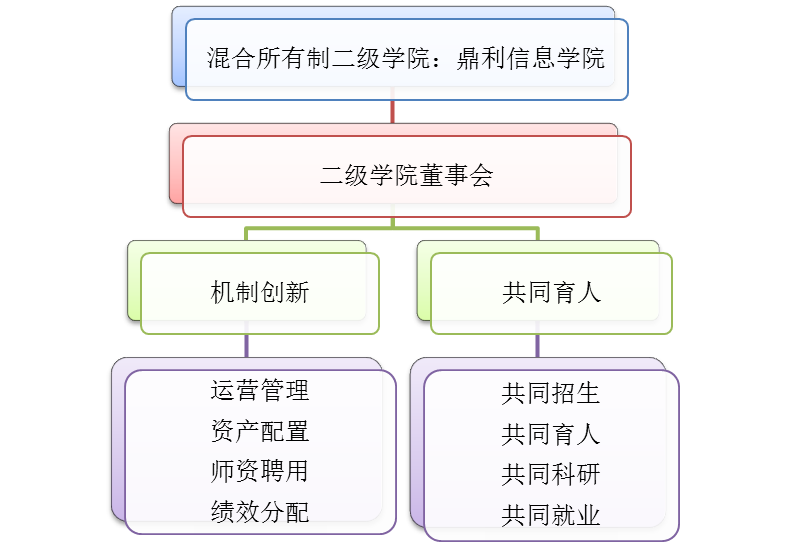 混合所有制二级学院：鼎利信息学院
二级学院董事会
机制创新
共同育人
运营管理
资产配置
师资聘用
绩效分配
共同招生
共同育人
共同科研
共同就业